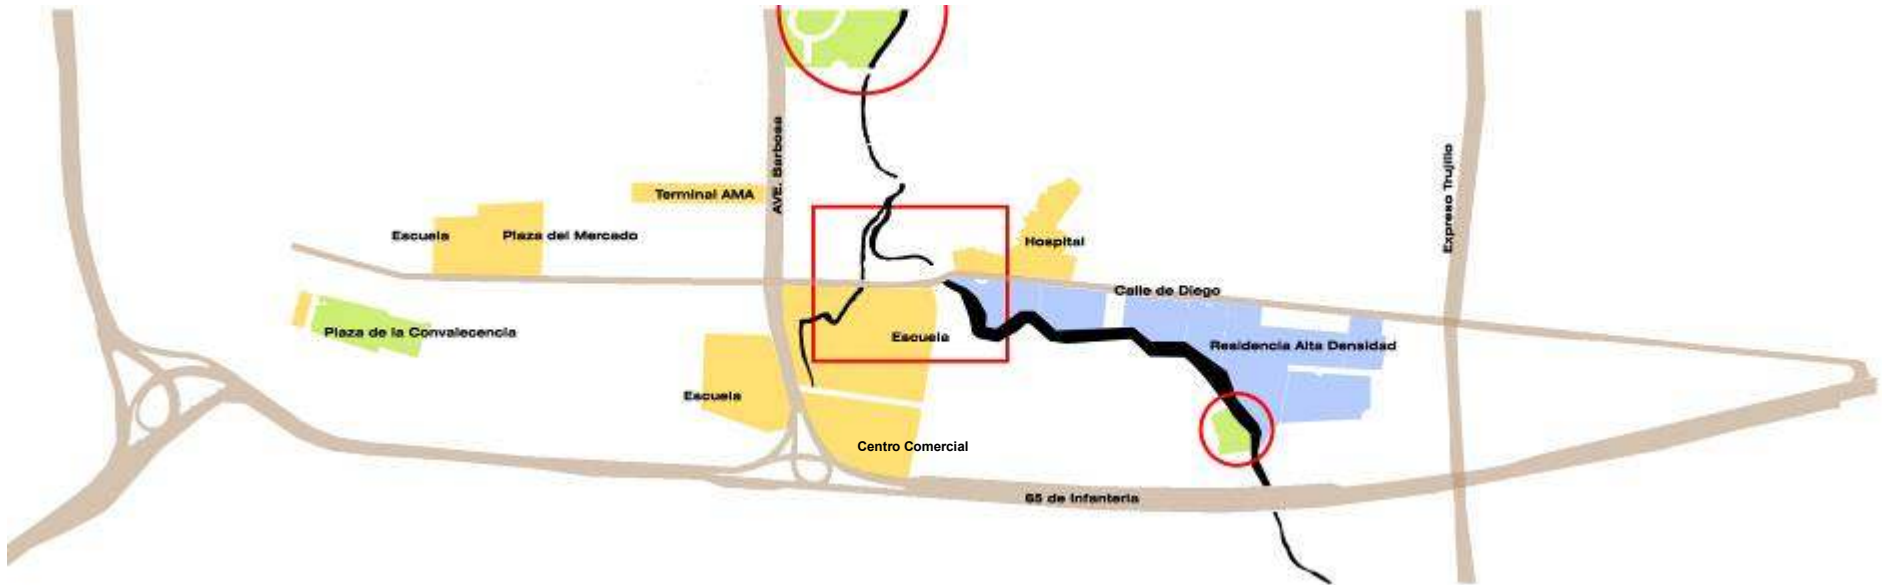 AVE. Barbosa
Expreso Trujillo
Terminal AMA
Escuela
Plaza del Mercado
Hospital
Calle de Diego
Plaza de la Convalecencia
Escuela
Residencia Alta Densidad
Escuela
Centro Comercial
65 de Infanteria